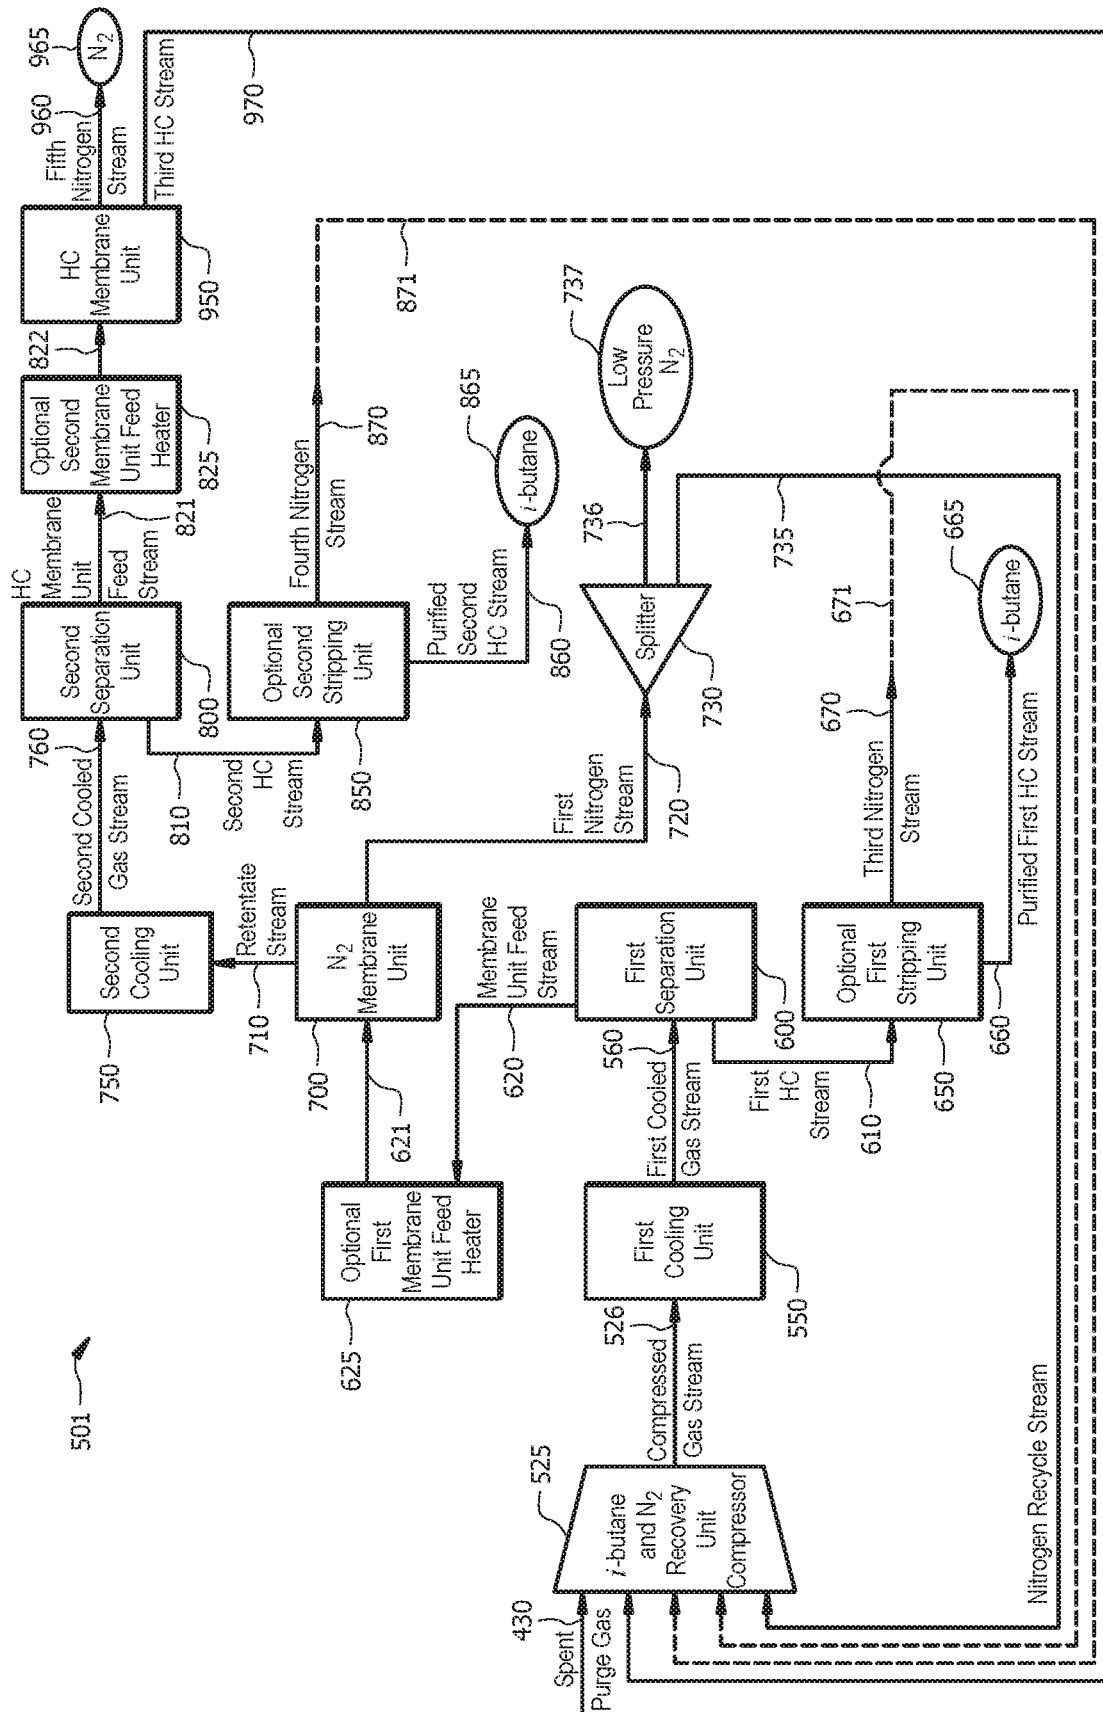 501
Spent
Purge Gas
430
i-butane
and N2
Recovery
Unit
Compressor
525
Compressed
Gas Stream
526
First
Cooling
Unit
550
First Cooled
Gas Stream
560
First
Separation
Unit
600
First
HC
Stream
610
Optional First
Stripping
Unit
650
660
Purified First HC Stream
i-butane
665
Third Nitrogen
Stream
670
671
Membrane
Unit Feed
Stream
620
Optional
First
Membrane
Unit Feed
Heater
625
621
N2
Membrane
Unit
700
Retentate
Stream
710
First
Nitrogen
Stream
720
Splitter
730
736
Low
Pressure
N2
737
735
Nitrogen Recycle Stream
Second
Cooling
Unit
750
Second Cooled
Gas Stream
760
Second
Separation
Unit
800
Second
HC
Stream
810
Optional
Second
Stripping
Unit
850
Purified
Second
HC Stream
860
i-butane
865
Fourth Nitrogen
Stream
870
871
HC
Membrane
Unit
Feed
Stream
821
Optional
Second
Membrane
Unit Feed
Heater
825
822
HC
Membrane
Unit
950
Fifth
Nitrogen
Stream
960
N2
965
Third HC Stream
970